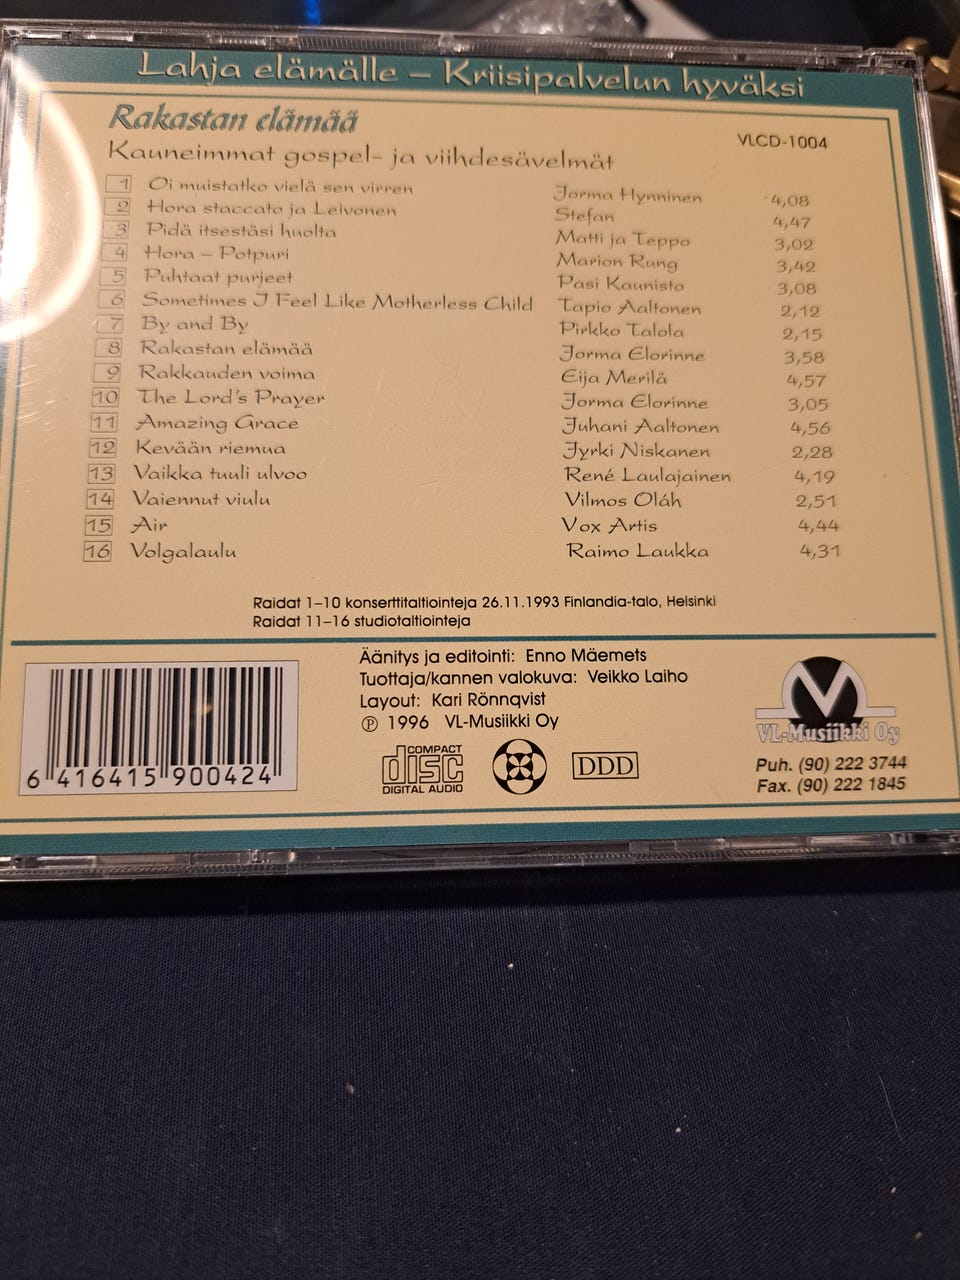 Lahja elämälle – Kriisipalvelun hyväksi
Rakastan elämää
VLCD-1004
Kauneimmat gospel- ja viihdesävelmät
1 Oi muistatko vielä sen virren Jorma Hynninen 4,08
2 Hora staccato ja Leivonen Stefan 4,47
3 Pidä itsestäsi huolta Matti ja Teppo 3,02
4 Hora – Potpuri Marion Rung 3,42
5 Puhtaat purjeet Pasi Kaunisto 3,08
6 Sometimes I Feel Like Motherless Child Tapio Aaltonen 2,12
7 By and By Pirkko Talola 2,15
8 Rakastan elämää Jorma Elorinne 3,58
9 Rakkauden voima Eija Merilä 4,57
10 The Lord's Prayer Jorma Elorinne 3,05
11 Amazing Grace Juhani Aaltonen 4,56
12 Kevään riemua Jyrki Niskanen 2,28
13 Vaikka tuuli ulvoo René Laulajainen 4,19
14 Vaiennut viulu Vilmos Oláh 2,51
15 Air Vox Artis 4,44
16 Volgalaulu Raimo Laukka 4,31
Raidat 1–10 konserttitaltiointeja 26.11.1993 Finlandia-talo, Helsinki
Raidat 11–16 studiotaltiointeja
Äänitys ja editointi: Enno Mäemets
Tuottaja/kannen valokuva: Veikko Laiho
Layout: Kari Rönnqvist
℗ 1996 VL-Musiikki Oy
6 416415 900424
COMPACT
disc
DIGITAL AUDIO
DDD
V
VL-Musiikki Oy
Puh. (90) 222 3744
Fax. (90) 222 1845